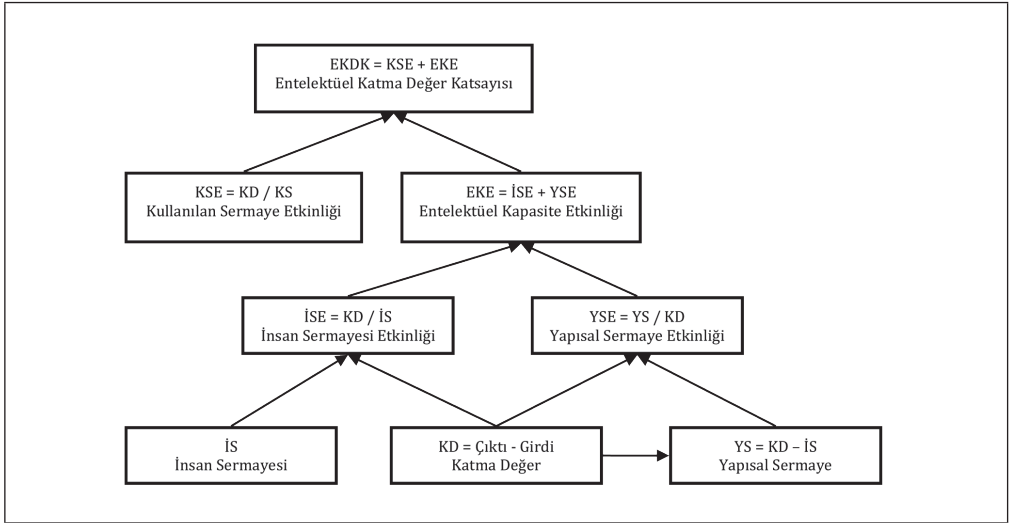 EKDK = KSE + EKE
Entelektüel Katma Değer Katsayısı
KSE = KD / KS
Kullanılan Sermaye Etkinliği
EKE = İSE + YSE
Entelektüel Kapasite Etkinliği
İSE = KD / İS
İnsan Sermayesi Etkinliği
YSE = YS / KD
Yapısal Sermaye Etkinliği
İS
İnsan Sermayesi
KD = Çıktı - Girdi
Katma Değer
YS = KD – İS
Yapısal Sermaye